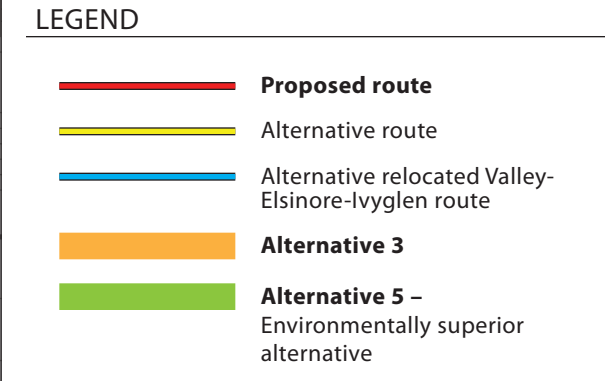 LEGEND
Proposed route
Alternative route
Alternative relocated Valley-
Elsinore-Ivyglen route
Alternative 3
Alternative 5 –
Environmentally superior
alternative